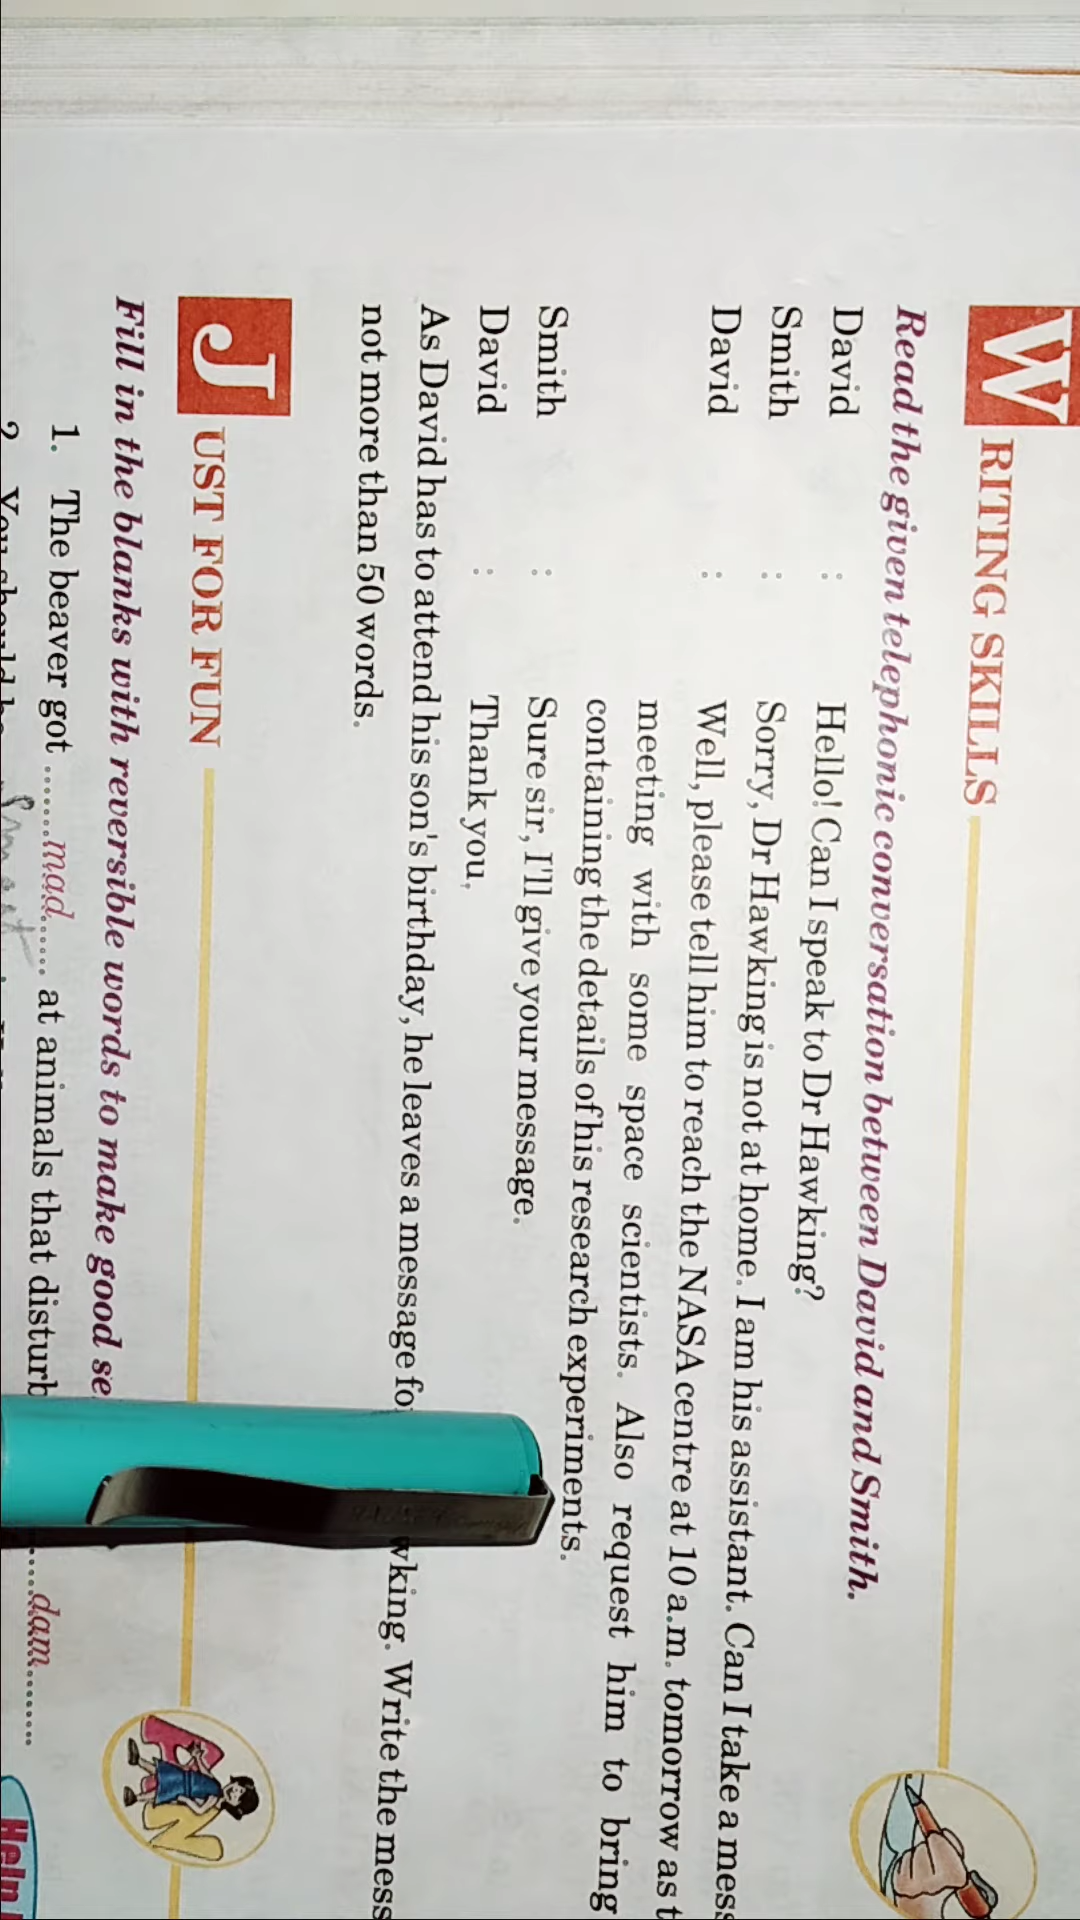 WRITING SKILLS
Read the given telephonic conversation between David and Smith.
David : Hello! Can I speak to Dr Hawking?
Smith : Sorry, Dr Hawking is not at home. I am his assistant. Can I take a mess
David : Well, please tell him to reach the NASA centre at 10 a.m. tomorrow as t
meeting with some space scientists. Also request him to bring
containing the details of his research experiments.
Smith : Sure sir, I'll give your message.
David : Thank you,
As David has to attend his son's birthday, he leaves a message fo wking. Write the mess
not more than 50 words.
JUST FOR FUN
Fill in the blanks with reversible words to make good se
1. The beaver got .......mad...... at animals that disturb ....dam.........
2. You should
Help